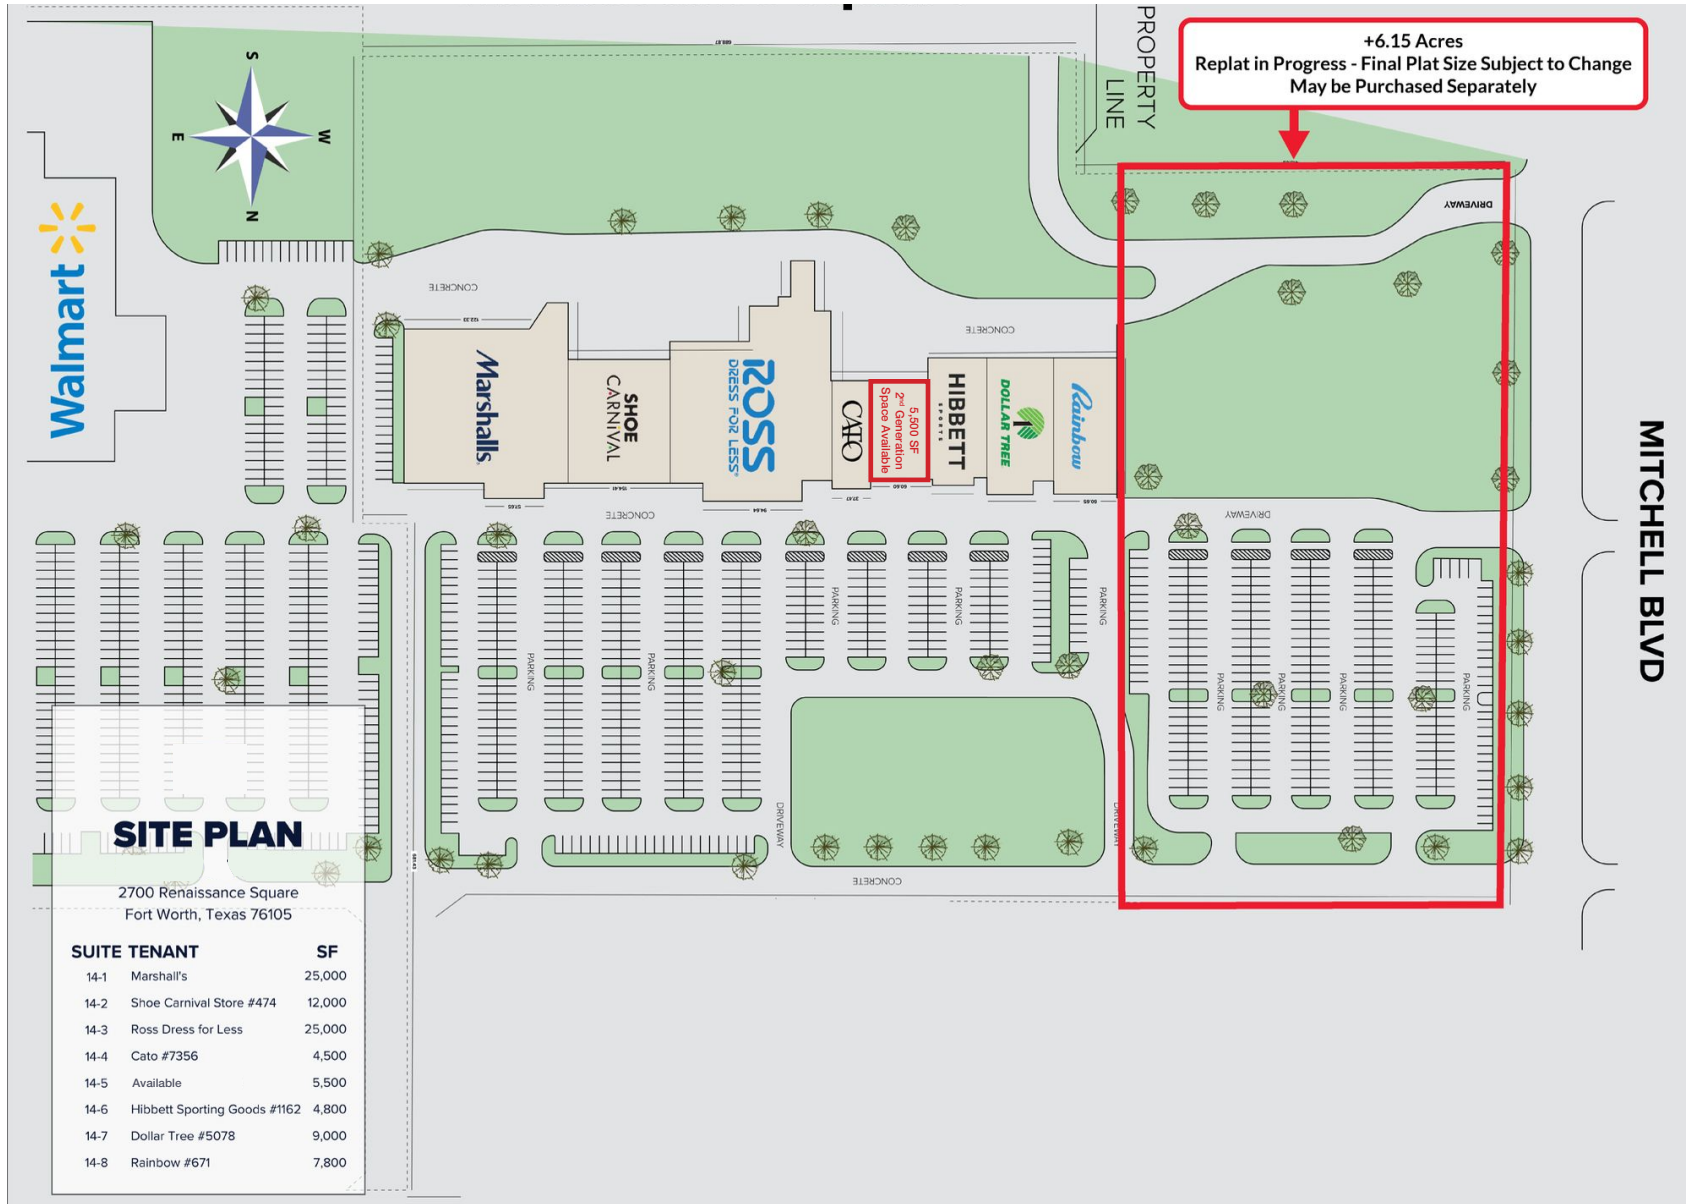 PROPERTY
LINE
+6.15 Acres
Replat in Progress - Final Plat Size Subject to Change
May be Purchased Separately
S
E
W
N
Walmart
DRIVEWAY
CONCRETE
CONCRETE
122.33
Marshalls
SHOE
CARNIVAL
ROSS
DRESS FOR LESS
CATO
5,500 SF
2nd Generation
Space Available
HIBBETT
SPORTS
DOLLAR TREE
Rainbow
MITCHELL BLVD
CONCRETE
DRIVEWAY
PARKING
PARKING
PARKING
PARKING
PARKING
PARKING
PARKING
PARKING
PARKING
DRIVEWAY
DRIVEWAY
CONCRETE
SITE PLAN
2700 Renaissance Square
Fort Worth, Texas 76105
SUITE TENANT SF
14-1 Marshall's 25,000
14-2 Shoe Carnival Store #474 12,000
14-3 Ross Dress for Less 25,000
14-4 Cato #7356 4,500
14-5 Available 5,500
14-6 Hibbett Sporting Goods #1162 4,800
14-7 Dollar Tree #5078 9,000
14-8 Rainbow #671 7,800